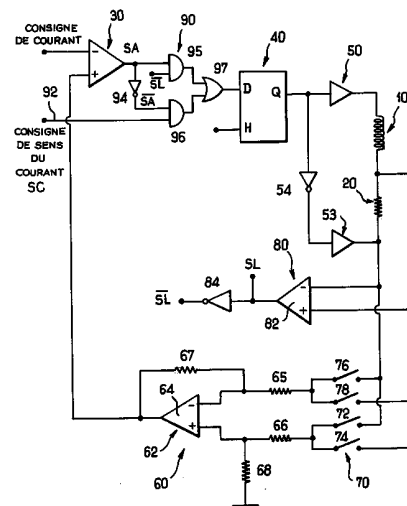 CONSIGNE
DE COURANT
30
SA
90
95
SL
97
94
SA
96
92
CONSIGNE
DE SENS
DU
COURANT
SC
40
D
Q
H
50
10
20
54
53
SL
80
84
SL
82
67
64
65
76
78
66
72
74
62
60
68
70